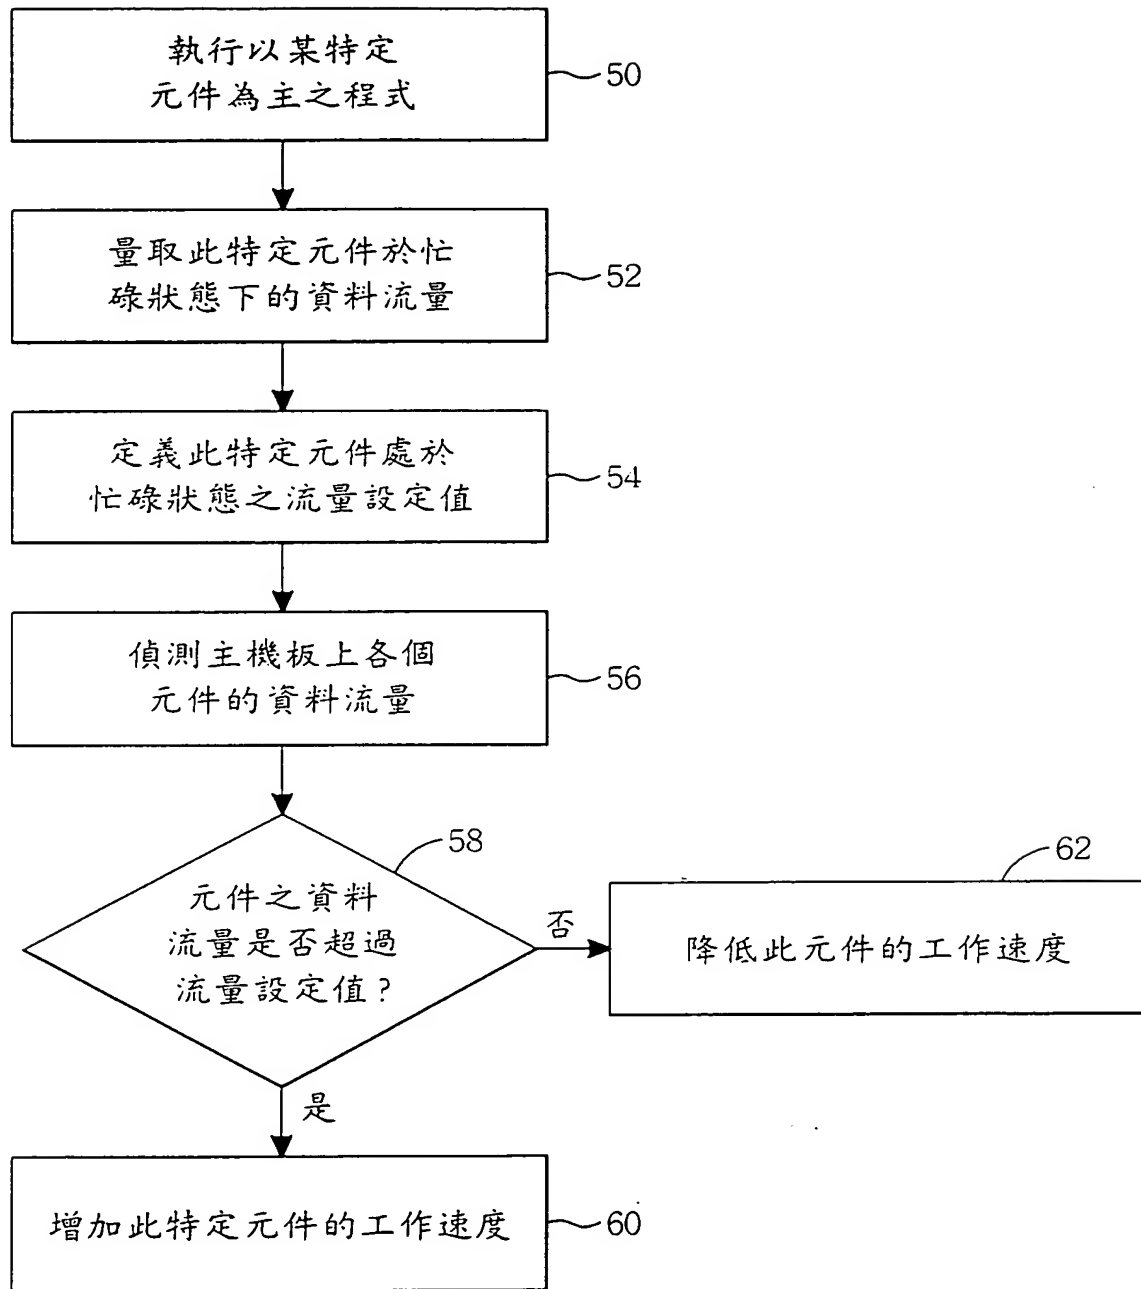 執行以某特定
元件為主之程式
50
量取此特定元件於忙
碌狀態下的資料流量
52
定義此特定元件處於
忙碌狀態之流量設定值
54
偵測主機板上各個
元件的資料流量
56
58
元件之資料
流量是否超過
流量設定值?
否
62
降低此元件的工作速度
是
增加此特定元件的工作速度
60